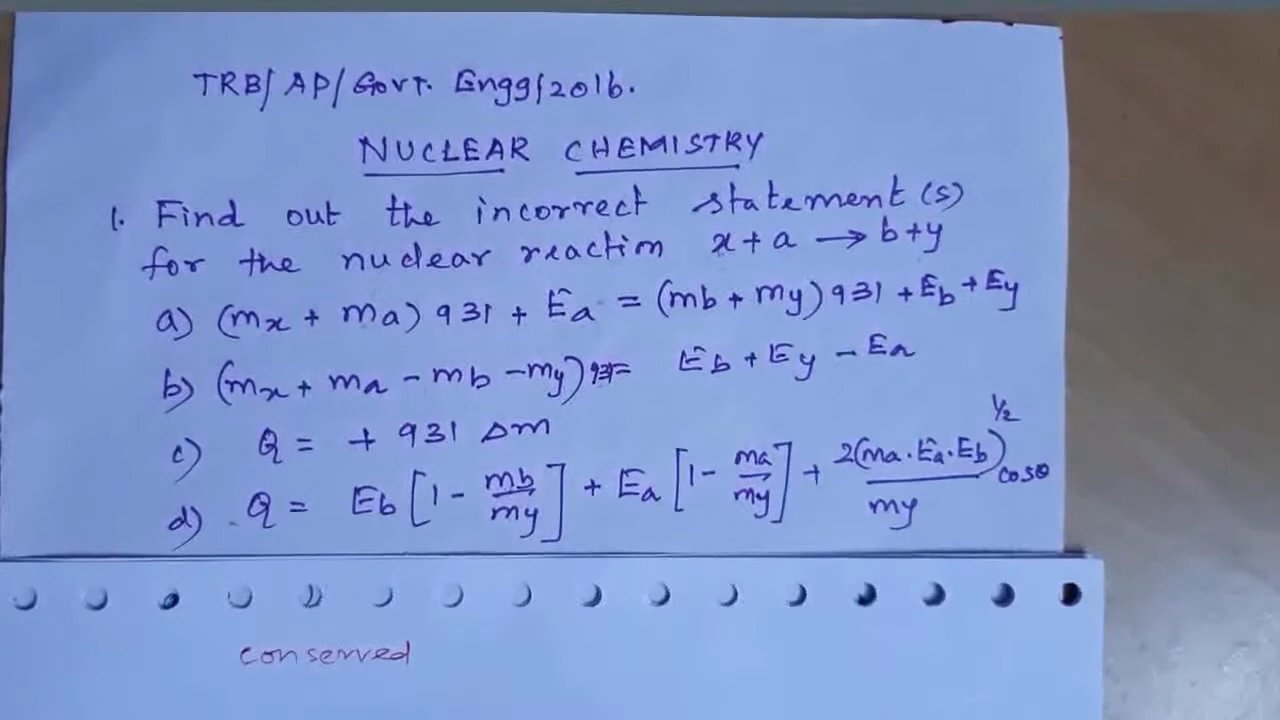 TRB/AP/Govt. Engg/2016.
NUCLEAR CHEMISTRY
1. Find out the incorrect statement(s)
for the nuclear reaction x+a → b+y
a) (mx + ma) 931 + Ea = (mb + my) 931 + Eb + Ey
b) (mx + ma - mb - my) 931 = Eb + Ey - Ea
c) Q = + 931 Δm
d) Q = Eb [1 - mb/my] + Ea [1 - ma/my] + 2(ma·Ea·Eb)^1/2 / my cosθ
conserved